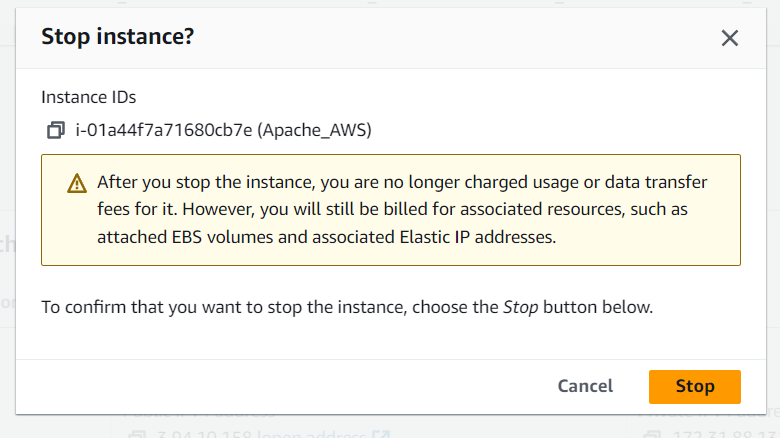 Stop instance?
Instance IDs
i-01a44f7a71680cb7e (Apache_AWS)
After you stop the instance, you are no longer charged usage or data transfer
fees for it. However, you will still be billed for associated resources, such as
attached EBS volumes and associated Elastic IP addresses.
To confirm that you want to stop the instance, choose the Stop button below.
Cancel
Stop